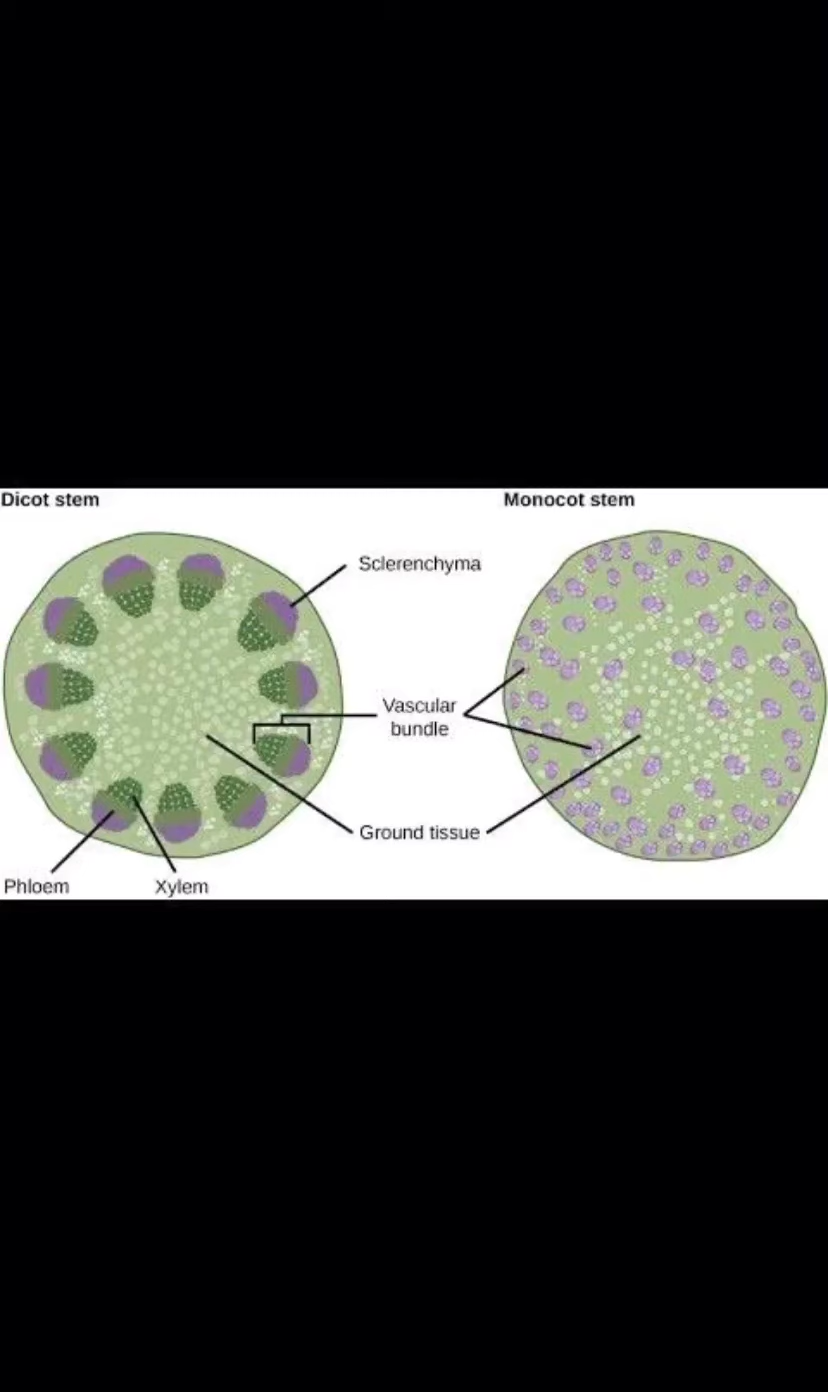 Dicot stem
Monocot stem
Sclerenchyma
Vascular
bundle
Ground tissue
Phloem
Xylem